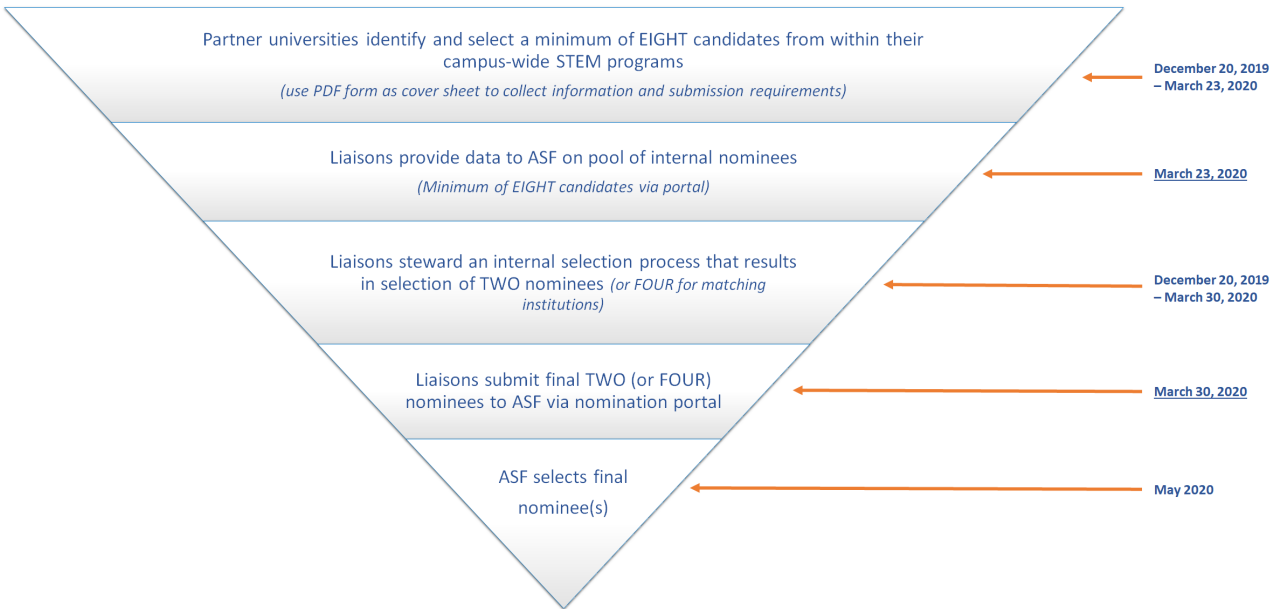 Partner universities identify and select a minimum of EIGHT candidates from within their
campus-wide STEM programs
(use PDF form as cover sheet to collect information and submission requirements)
December 20, 2019
– March 23, 2020
Liaisons provide data to ASF on pool of internal nominees
(Minimum of EIGHT candidates via portal)
March 23, 2020
Liaisons steward an internal selection process that results
in selection of TWO nominees (or FOUR for matching
institutions)
December 20, 2019
– March 30, 2020
Liaisons submit final TWO (or FOUR)
nominees to ASF via nomination portal
March 30, 2020
ASF selects final
nominee(s)
May 2020